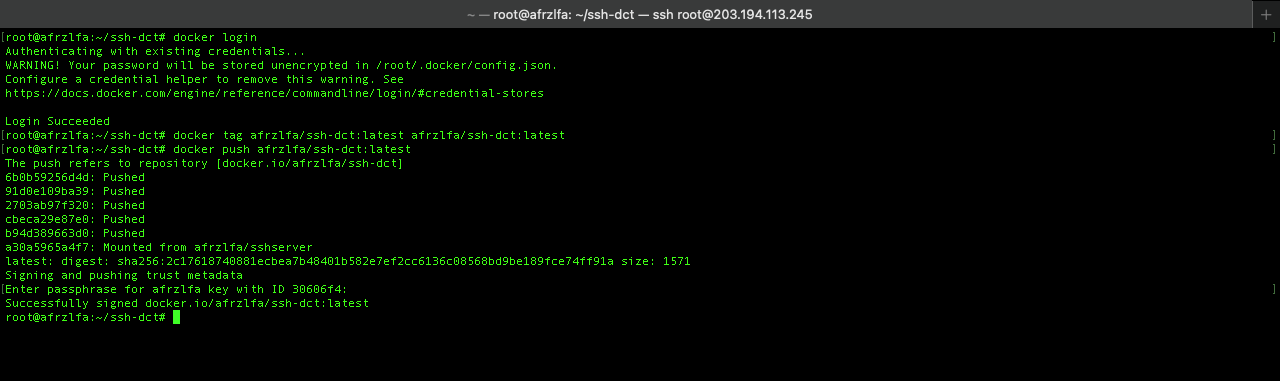 ~ — root@afrzlfa: ~/ssh-dct — ssh root@203.194.113.245
[root@afrzlfa:~/ssh-dct# docker login ]
Authenticating with existing credentials...
WARNING! Your password will be stored unencrypted in /root/.docker/config.json.
Configure a credential helper to remove this warning. See
https://docs.docker.com/engine/reference/commandline/login/#credential-stores
Login Succeeded
[root@afrzlfa:~/ssh-dct# docker tag afrzlfa/ssh-dct:latest afrzlfa/ssh-dct:latest ]
[root@afrzlfa:~/ssh-dct# docker push afrzlfa/ssh-dct:latest ]
The push refers to repository [docker.io/afrzlfa/ssh-dct]
6b0b59256d4d: Pushed
91d0e109ba39: Pushed
2703ab97f320: Pushed
cbeca29e87e0: Pushed
b94d389663d0: Pushed
a30a5965a4f7: Mounted from afrzlfa/sshserver
latest: digest: sha256:2c17618740881ecbea7b48401b582e7ef2cc6136c08568bd9be189fce74ff91a size: 1571
Signing and pushing trust metadata
[Enter passphrase for afrzlfa key with ID 30606f4: ]
Successfully signed docker.io/afrzlfa/ssh-dct:latest
root@afrzlfa:~/ssh-dct#